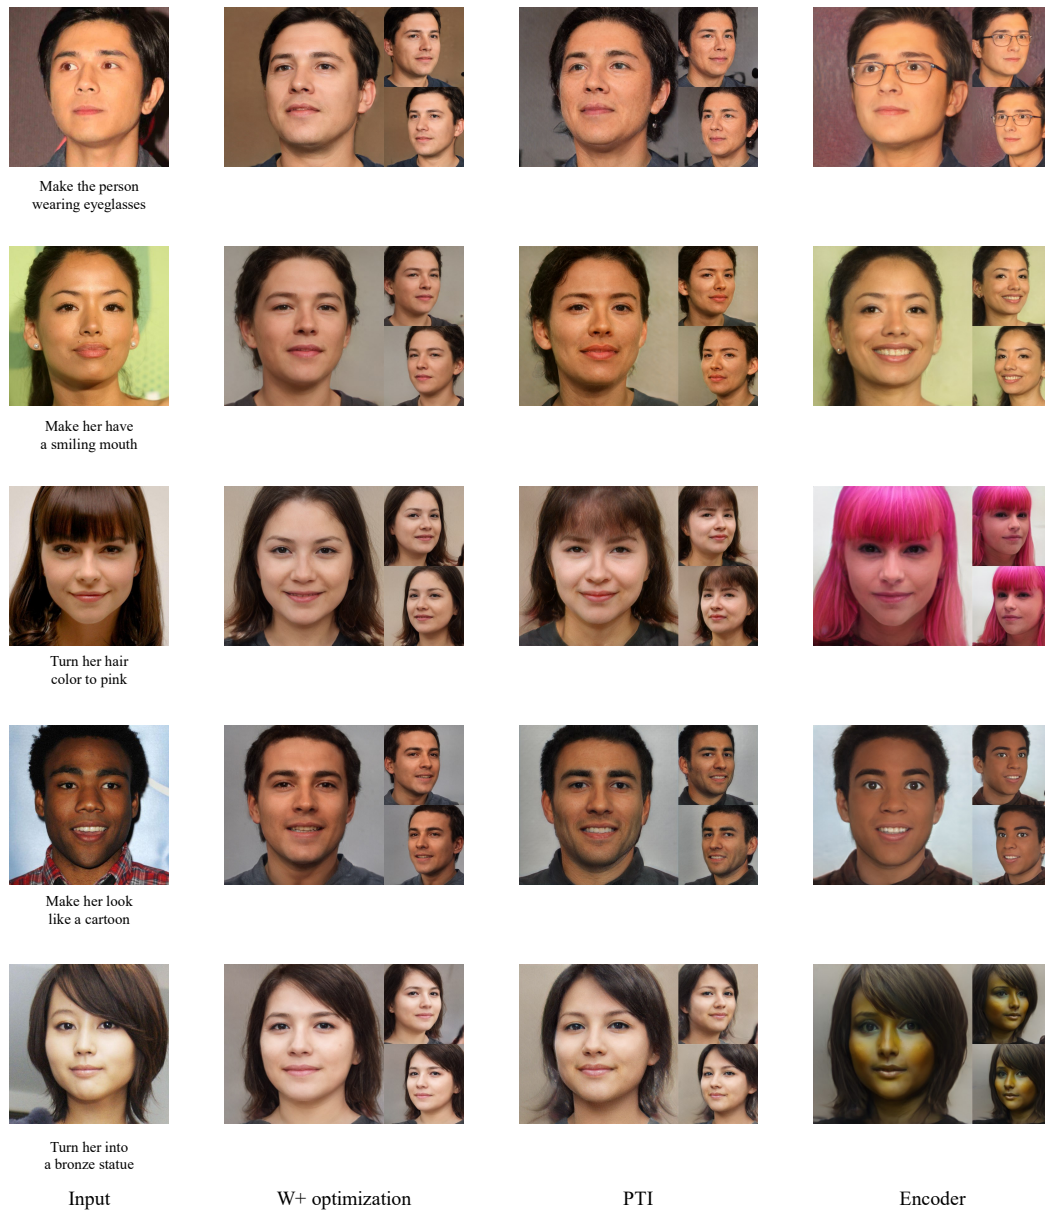 Make the person
wearing eyeglasses
Make her have
a smiling mouth
Turn her hair
color to pink
Make her look
like a cartoon
Turn her into
a bronze statue
Input
W+ optimization
PTI
Encoder